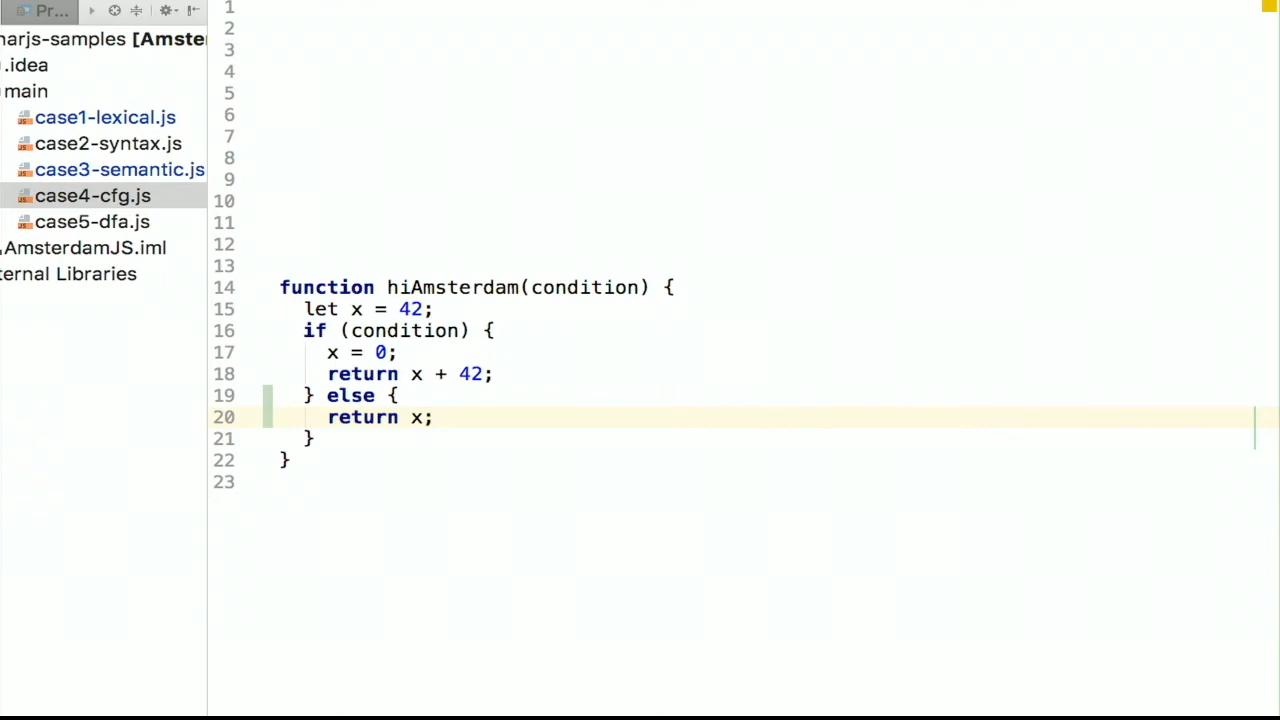 Pr...
narjs-samples [Amste
.idea
main
case1-lexical.js
case2-syntax.js
case3-semantic.js
case4-cfg.js
case5-dfa.js
AmsterdamJS.iml
ternal Libraries
1
2
3
4
5
6
7
8
9
10
11
12
13
14 function hiAmsterdam(condition) {
15 let x = 42;
16 if (condition) {
17 x = 0;
18 return x + 42;
19 } else {
20 return x;
21 }
22 }
23